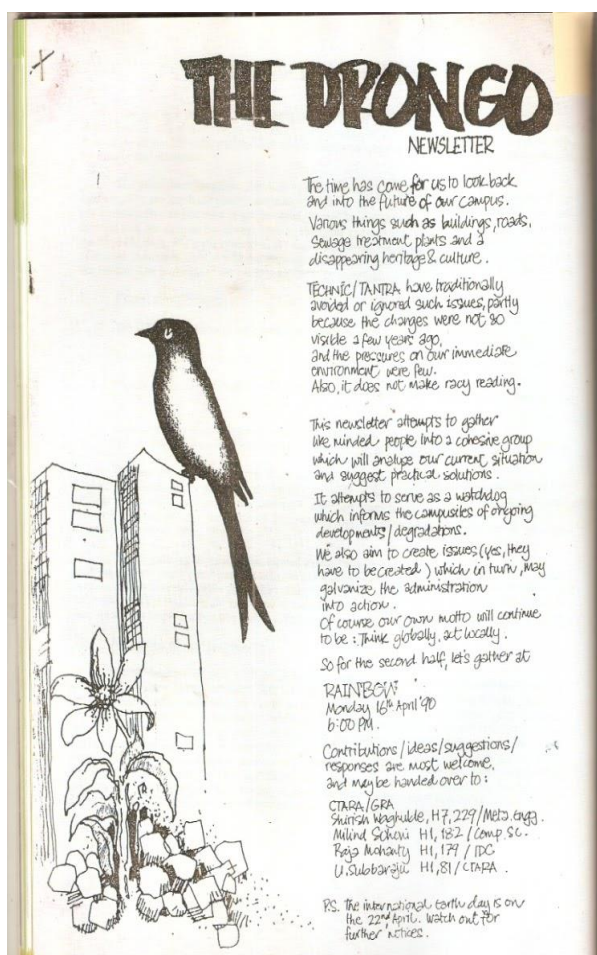 THE DRONGO
NEWSLETTER
The time has come for us to look back
and into the future of our campus.
Various things such as buildings, roads,
sewage treatment plants and a
disappearing heritage & culture.
TECHNIC/TANTRA have traditionally
avoided or ignored such issues, partly
because the changes were not so
visible a few years ago,
and the pressures on our immediate
environment were few.
Also, it does not make racy reading.
This newsletter attempts to gather
like minded people into a cohesive group
which will analyse our current situation
and suggest practical solutions.
It attempts to serve as a watchdog
which informs the campusites of ongoing
developments/degradations.
We also aim to create issues (yes, they
have to be created) which in turn, may
galvanize the administration
into action.
Of course our own motto will continue
to be: Think globally, act locally.
So for the second half, let's gather at
RAINBOW
Monday 16th April '90
6:00 PM.
Contributions/ideas/suggestions/
responses are most welcome,
and may be handed over to:
CTARA/GRA
Shirish Waghulde, H7, 229/Meta. Engg.
Milind Sohoni H1, 182/Comp. Sc.
Raja Mohanty H1, 179 / IDC
U. Subbaraju H1, 81/CTARA.
P.S. The international Earth day is on
the 22nd April. Watch out for
further notices.